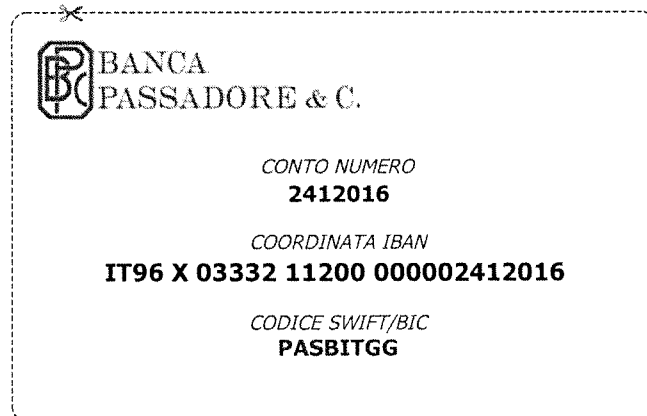 BANCA
PASSADORE & C.
CONTO NUMERO
2412016
COORDINATA IBAN
IT96 X 03332 11200 000002412016
CODICE SWIFT/BIC
PASBITGG